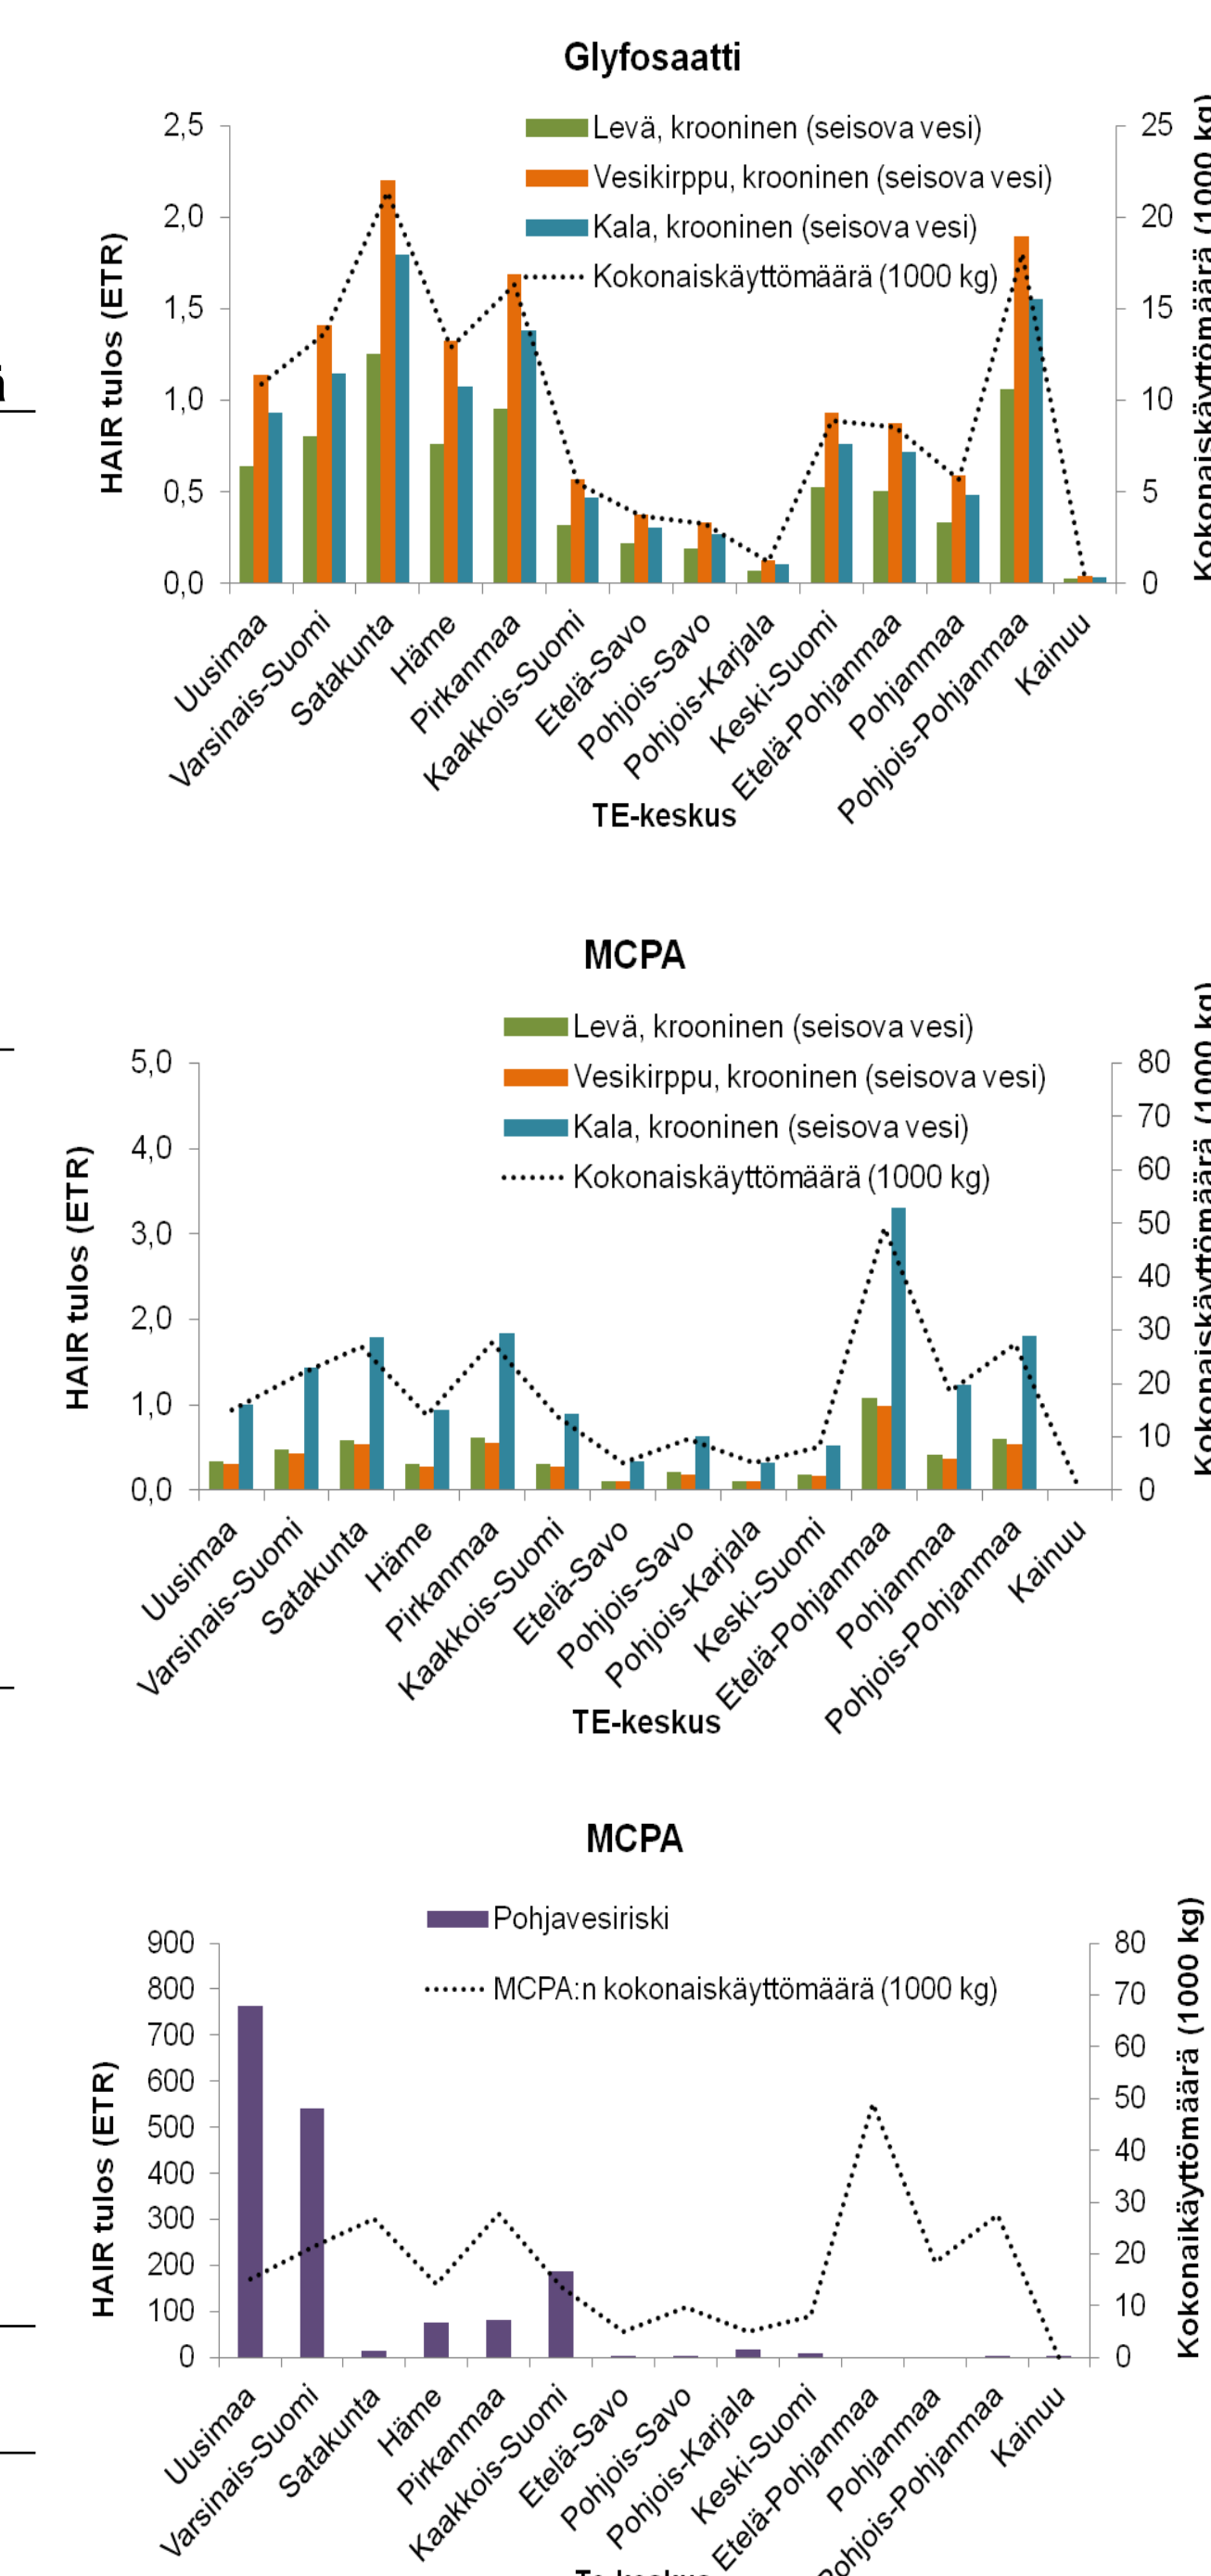 ä
Glyfosaatti
Levä, krooninen (seisova vesi)
Vesikirppu, krooninen (seisova vesi)
Kala, krooninen (seisova vesi)
Kokonaiskäyttömäärä (1000 kg)
HAIR tulos (ETR)
2,5
2,0
1,5
1,0
0,5
0,0
25
20
15
10
5
0
Kokonaiskäyttömäärä (1000 kg)
Uusimaa
Varsinais-Suomi
Satakunta
Häme
Pirkanmaa
Kaakkois-Suomi
Etelä-Savo
Pohjois-Savo
Pohjois-Karjala
Keski-Suomi
Etelä-Pohjanmaa
Pohjanmaa
Pohjois-Pohjanmaa
Kainuu
TE-keskus
MCPA
Levä, krooninen (seisova vesi)
Vesikirppu, krooninen (seisova vesi)
Kala, krooninen (seisova vesi)
Kokonaiskäyttömäärä (1000 kg)
HAIR tulos (ETR)
5,0
4,0
3,0
2,0
1,0
0,0
80
70
60
50
40
30
20
10
0
Kokonaiskäyttömäärä (1000 kg)
Uusimaa
Varsinais-Suomi
Satakunta
Häme
Pirkanmaa
Kaakkois-Suomi
Etelä-Savo
Pohjois-Savo
Pohjois-Karjala
Keski-Suomi
Etelä-Pohjanmaa
Pohjanmaa
Pohjois-Pohjanmaa
Kainuu
TE-keskus
MCPA
Pohjavesiriski
MCPA:n kokonaiskäyttömäärä (1000 kg)
HAIR tulos (ETR)
900
800
700
600
500
400
300
200
100
0
80
70
60
50
40
30
20
10
0
Kokonaikäyttömäärä (1000 kg)
Uusimaa
Varsinais-Suomi
Satakunta
Häme
Pirkanmaa
Kaakkois-Suomi
Etelä-Savo
Pohjois-Savo
Pohjois-Karjala
Keski-Suomi
Etelä-Pohjanmaa
Pohjanmaa
Pohjois-Pohjanmaa
Kainuu